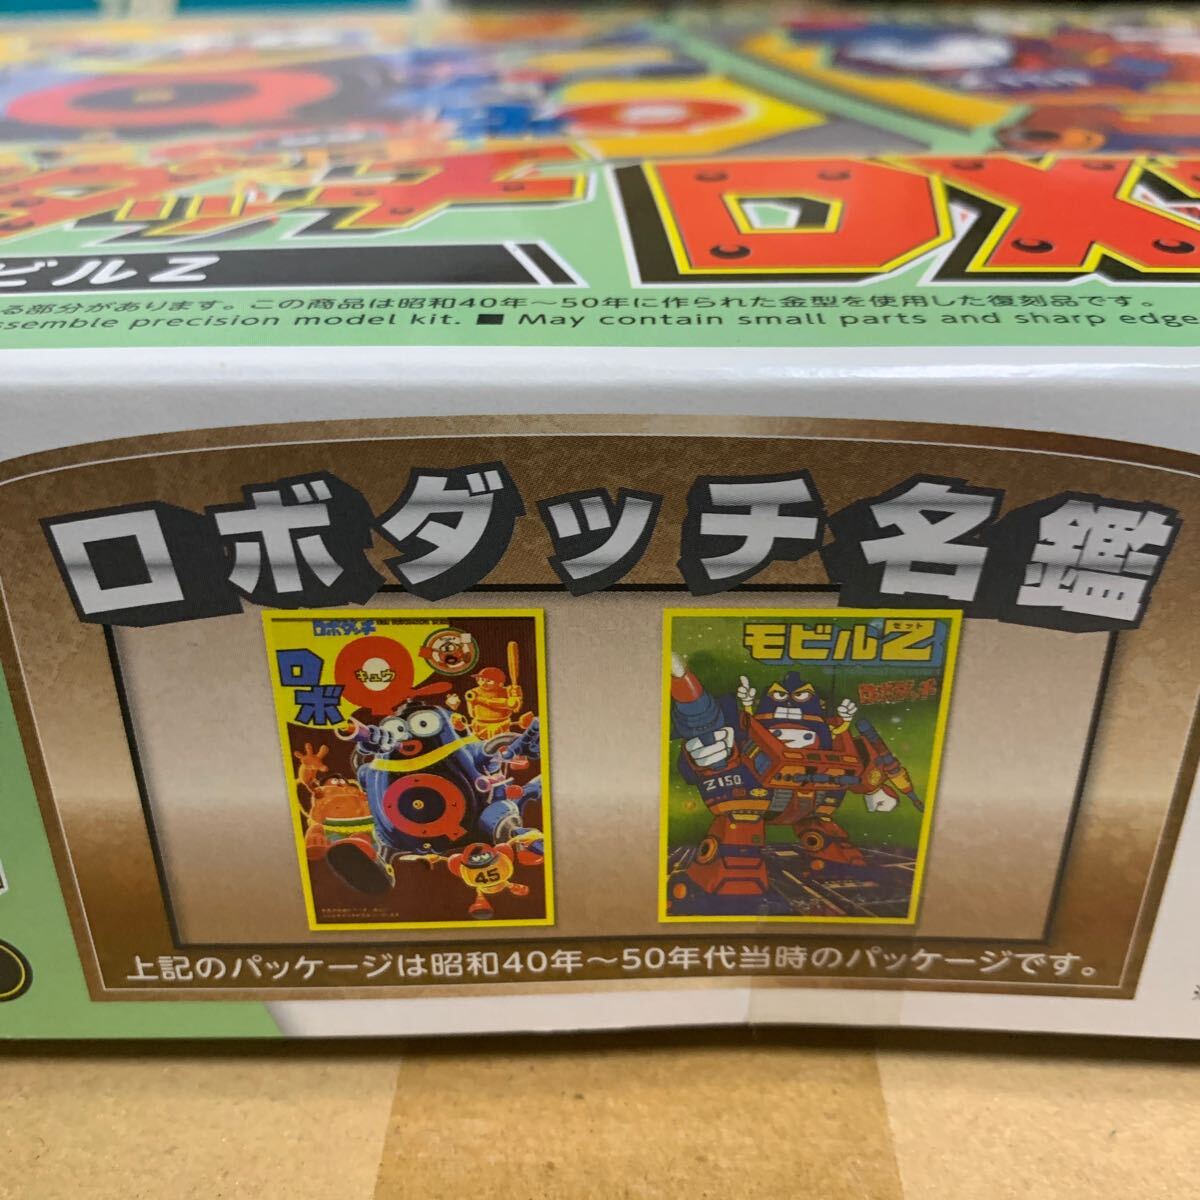 ダッチ DX
ビルZ
る部分があります。この商品は昭和40年～50年に作られた金型を使用した復刻品です。
ssemble precision model kit. ■ May contain small parts and sharp edge
ロボダッチ名鑑
ロボダッチ
ロボQ
キュウ
45
モビルZ
ゼット
ロボダッチ
Z150
上記のパッケージは昭和40年～50年代当時のパッケージです。